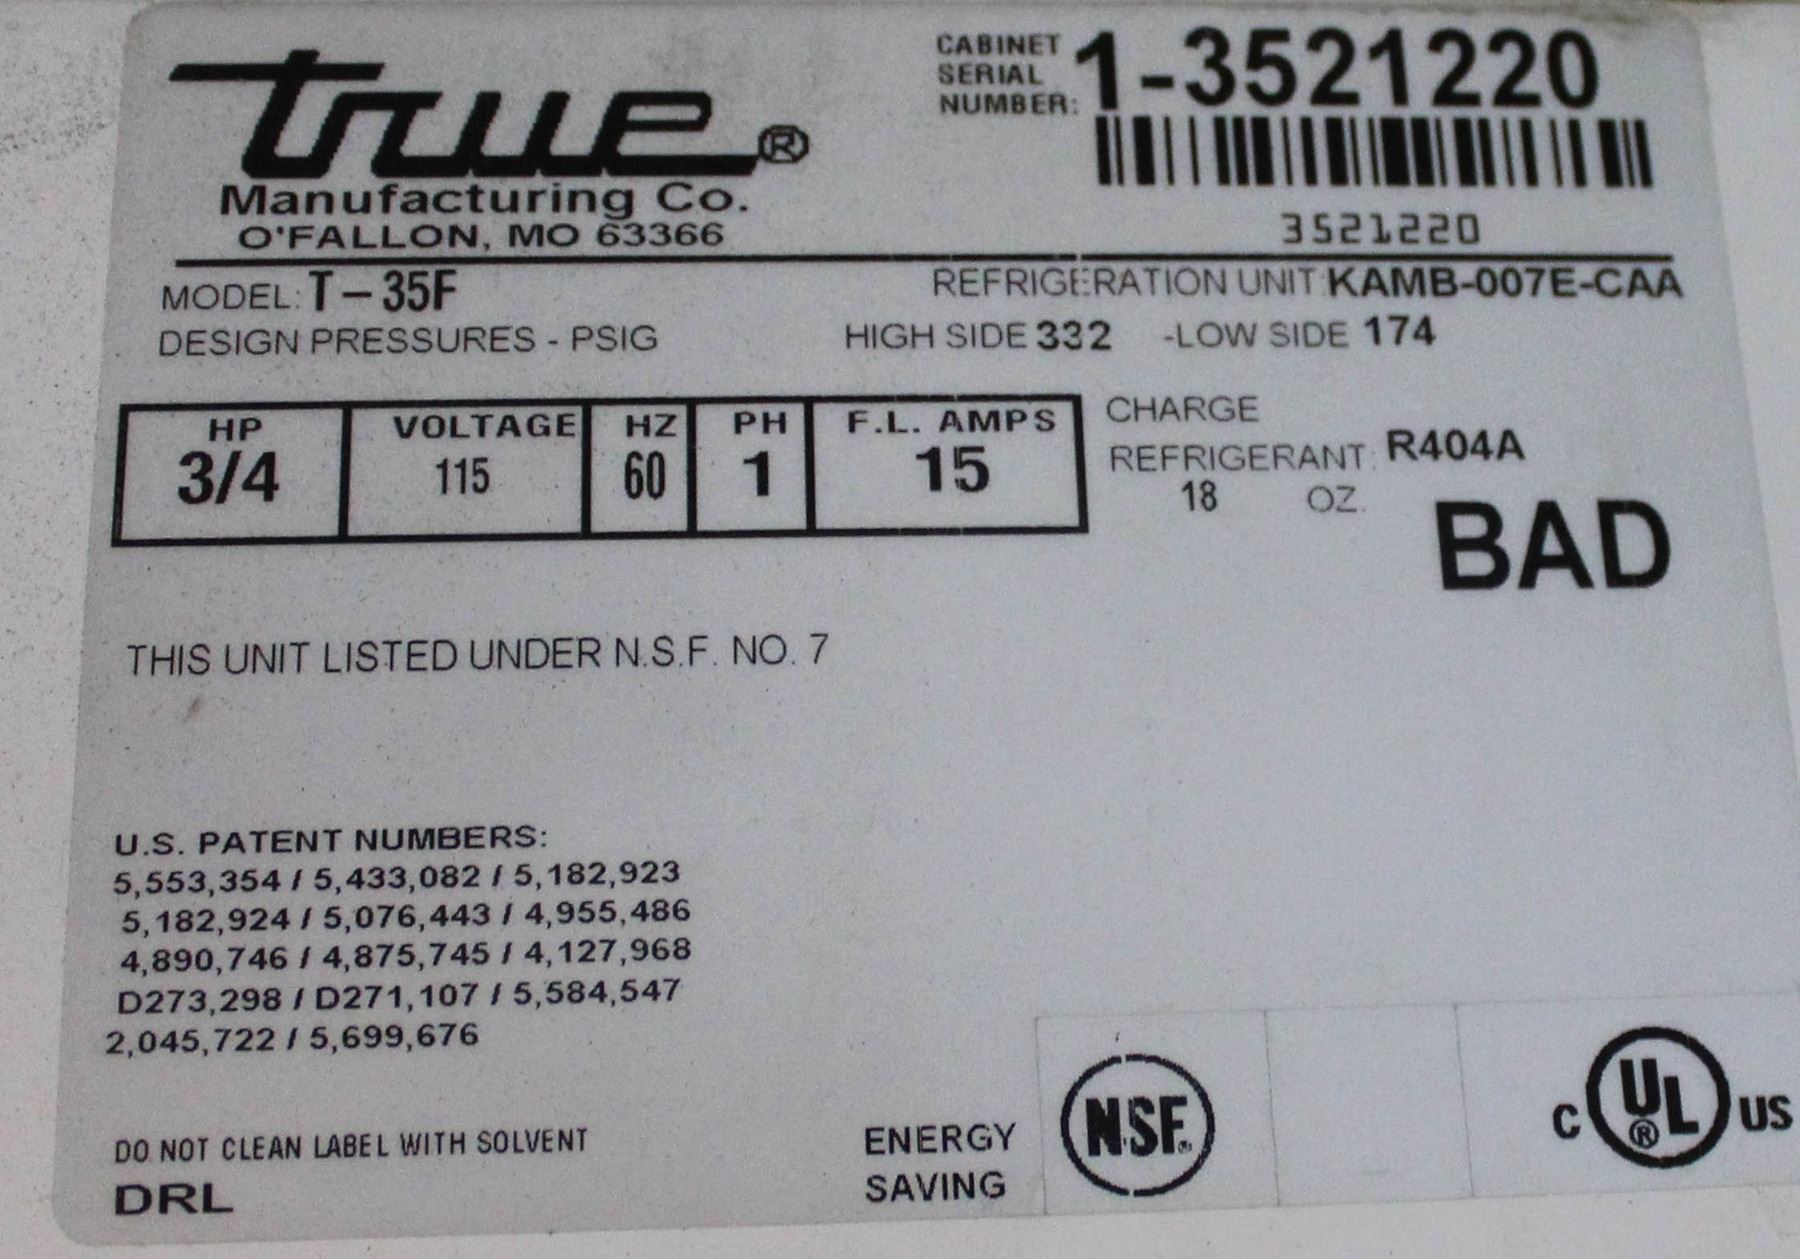 true®
Manufacturing Co.
O'FALLON, MO 63366
CABINET
SERIAL
NUMBER: 1-3521220
3521220
MODEL: T-35F
REFRIGERATION UNIT KAMB-007E-CAA
DESIGN PRESSURES - PSIG HIGH SIDE 332 -LOW SIDE 174
HP VOLTAGE HZ PH F.L. AMPS
3/4 115 60 1 15
CHARGE
REFRIGERANT: R404A
18 OZ.
BAD
THIS UNIT LISTED UNDER N.S.F. NO. 7
U.S. PATENT NUMBERS:
5,553,354 / 5,433,082 / 5,182,923
5,182,924 / 5,076,443 / 4,955,486
4,890,746 / 4,875,745 / 4,127,968
D273,298 / D271,107 / 5,584,547
2,045,722 / 5,699,676
DO NOT CLEAN LABEL WITH SOLVENT
DRL
ENERGY
SAVING
NSF®
C UL® US